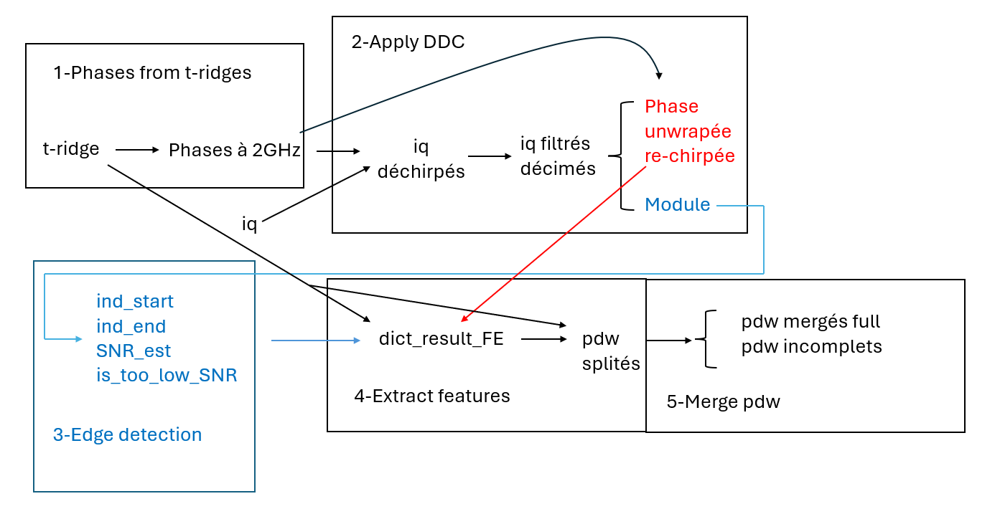 1-Phases from t-ridges
t-ridge
Phases à 2GHz
2-Apply DDC
iq
déchirpés
iq filtrés
décimés
Phase
unwrapée
re-chirpée
Module
iq
ind_start
ind_end
SNR_est
is_too_low_SNR
3-Edge detection
dict_result_FE
pdw
splités
4-Extract features
pdw mergés full
pdw incomplets
5-Merge pdw